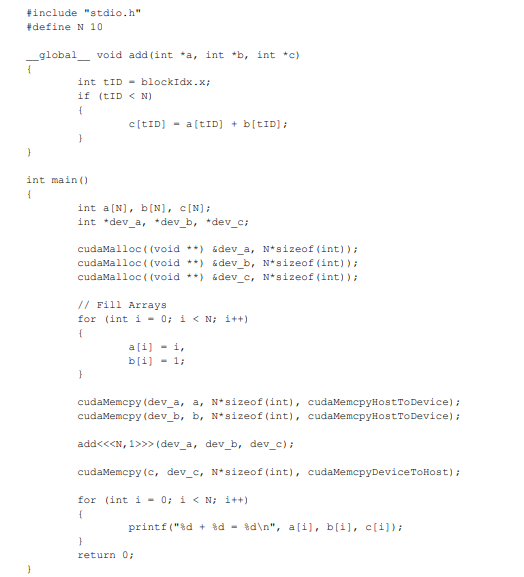 #include "stdio.h"
#define N 10
__global__ void add(int *a, int *b, int *c)
{
int tID = blockIdx.x;
if (tID < N)
{
c[tID] = a[tID] + b[tID];
}
}
int main()
{
int a[N], b[N], c[N];
int *dev_a, *dev_b, *dev_c;
cudaMalloc((void **) &dev_a, N*sizeof(int));
cudaMalloc((void **) &dev_b, N*sizeof(int));
cudaMalloc((void **) &dev_c, N*sizeof(int));
// Fill Arrays
for (int i = 0; i < N; i++)
{
a[i] = i,
b[i] = 1;
}
cudaMemcpy(dev_a, a, N*sizeof(int), cudaMemcpyHostToDevice);
cudaMemcpy(dev_b, b, N*sizeof(int), cudaMemcpyHostToDevice);
add<<<N,1>>>(dev_a, dev_b, dev_c);
cudaMemcpy(c, dev_c, N*sizeof(int), cudaMemcpyDeviceToHost);
for (int i = 0; i < N; i++)
{
printf("%d + %d = %d\n", a[i], b[i], c[i]);
}
return 0;
}